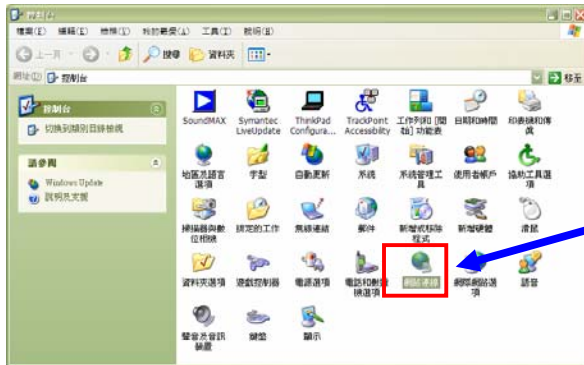 控制台
檔案(F) 編輯(E) 檢視(V) 我的最愛(A) 工具(T) 說明(H)
上一頁 搜尋 資料夾
網址(D) 控制台 移至
控制台
切換到類別目錄檢視
請參閱
Windows Update
說明及支援
SoundMAX
Symantec
LiveUpdate
ThinkPad
Configura...
TrackPoint
Accessibility
工作列和 [開
始] 功能表
日期和時間
印表機和傳
真
地區及語言
選項
字型
自動更新
系統
系統管理工
具
使用者帳戶
協助工具選
項
掃描器與數
位相機
排定的工作
無線連結
郵件
新增或移除
程式
新增硬體
滑鼠
資料夾選項
遊戲控制器
電源選項
電話和數據
機選項
網路連線
網際網路選
項
語音
聲音及音訊
裝置
鍵盤
顯示